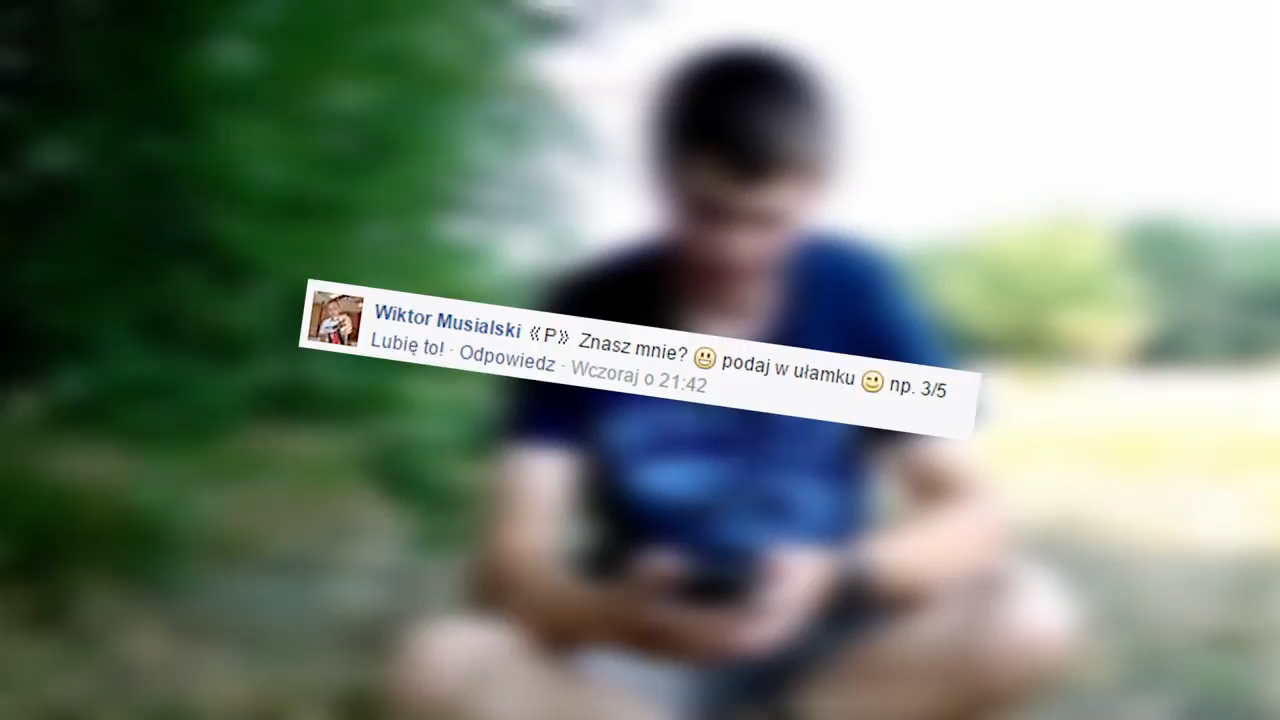 Wiktor Musialski 《P》 Znasz mnie? 😃 podaj w ułamku 😉 np. 3/5
Lubię to! · Odpowiedz · Wczoraj o 21:42